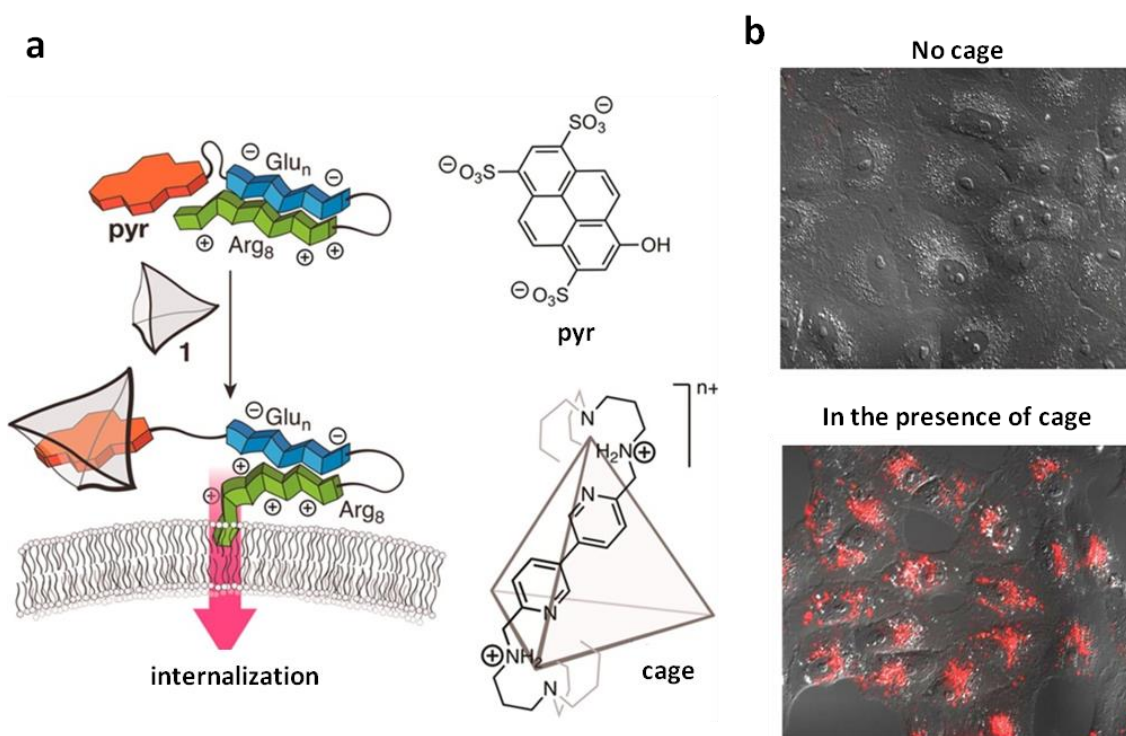 a
b
No cage
Glun
pyr
Arg8
1
Glun
Arg8
internalization
SO3
O3S
OH
O3S
pyr
n+
N
H2N
N
N
NH2
N
cage
In the presence of cage